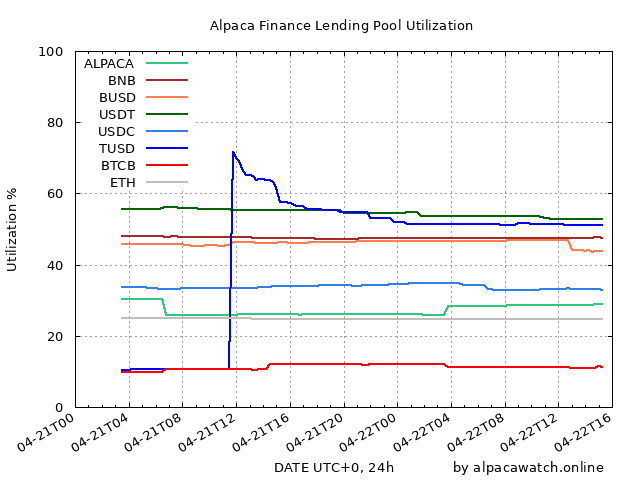 Alpaca Finance Lending Pool Utilization
100
80
60
40
20
0
Utilization %
ALPACA
BNB
BUSD
USDT
USDC
TUSD
BTCB
ETH
04-21T00
04-21T04
04-21T08
04-21T12
04-21T16
04-21T20
04-22T00
04-22T04
04-22T08
04-22T12
04-22T16
DATE UTC+0, 24h
by alpacawatch.online